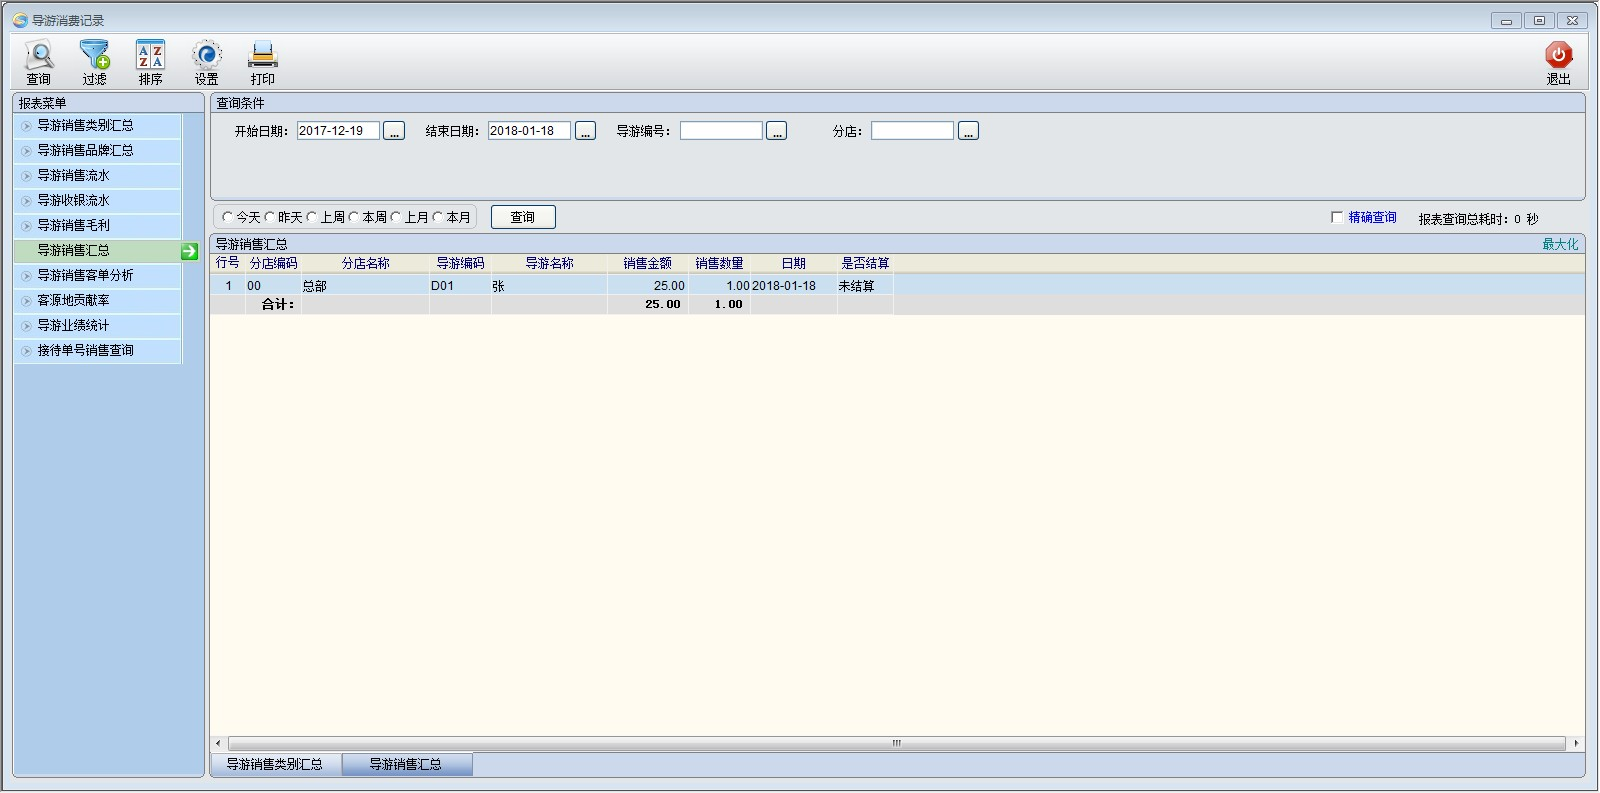 导游消费记录
查询 过滤 排序 设置 打印 退出
报表菜单
导游销售类别汇总
导游销售品牌汇总
导游销售流水
导游收银流水
导游销售毛利
导游销售汇总
导游销售客单分析
客源地贡献率
导游业绩统计
接待单号销售查询
查询条件
开始日期: 2017-12-19 ... 结束日期: 2018-01-18 ... 导游编号: ... 分店: ...
今天 昨天 上周 本周 上月 本月 查询 精确查询 报表查询总耗时: 0 秒
导游销售汇总 最大化
行号 分店编码 分店名称 导游编码 导游名称 销售金额 销售数量 日期 是否结算
1 00 总部 D01 张 25.00 1.00 2018-01-18 未结算
合计: 25.00 1.00
导游销售类别汇总 导游销售汇总